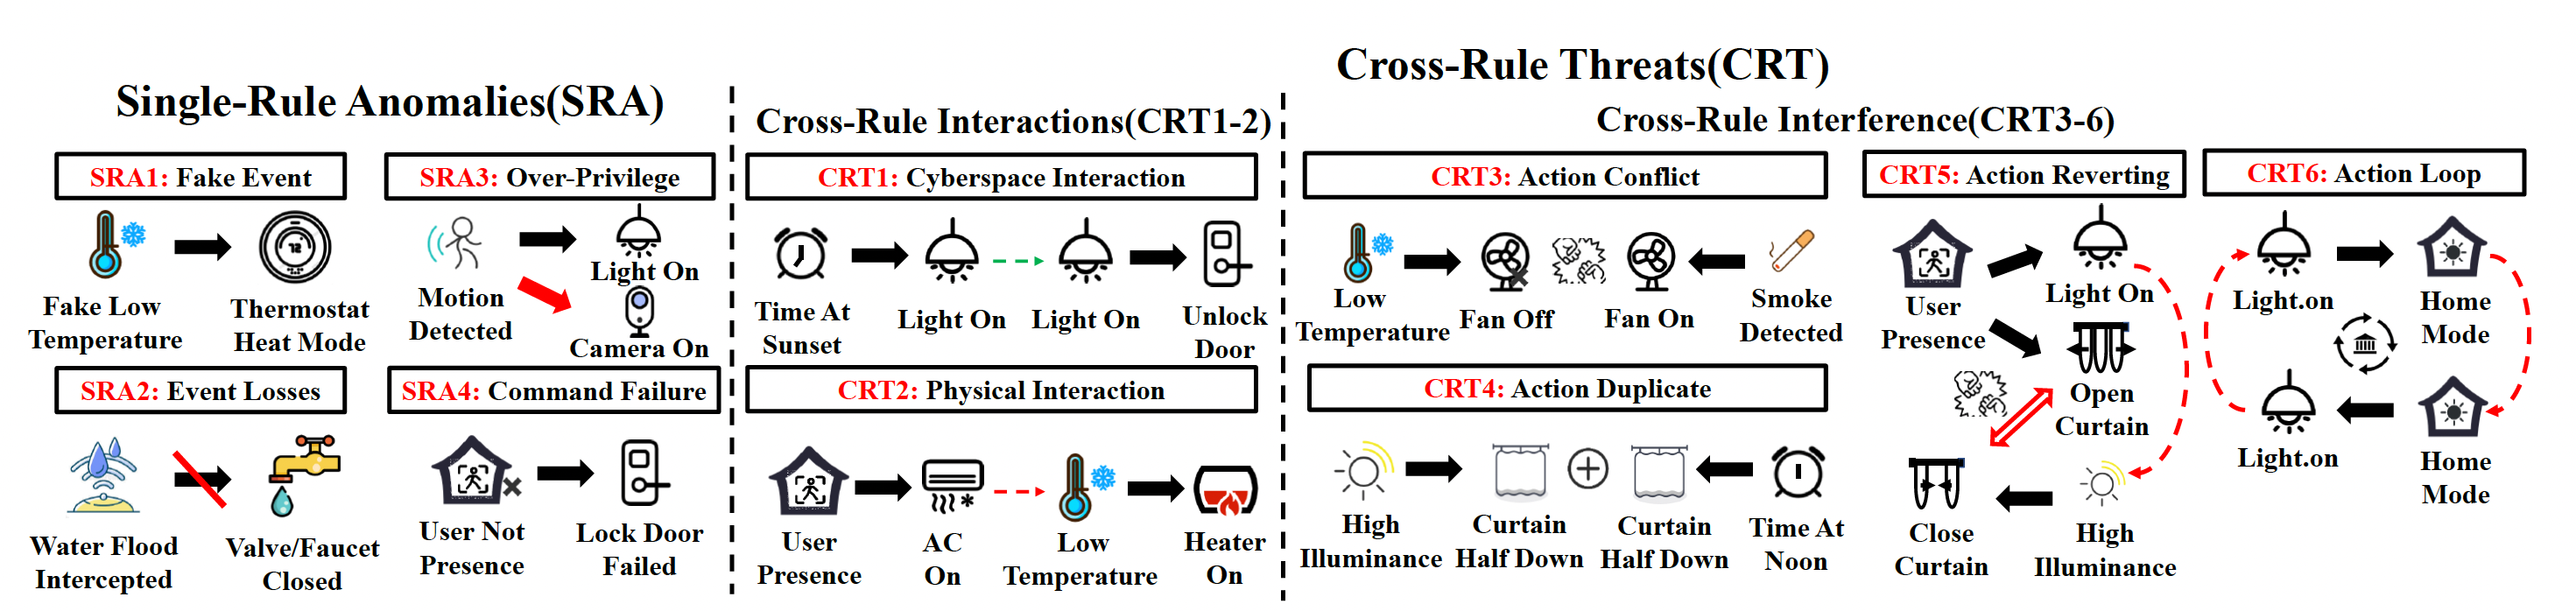 Single-Rule Anomalies(SRA)
SRA1: Fake Event
Fake Low
Temperature
Thermostat
Heat Mode
SRA2: Event Losses
Water Flood
Intercepted
Valve/Faucet
Closed
SRA3: Over-Privilege
Motion
Detected
Light On
Camera On
SRA4: Command Failure
User Not
Presence
Lock Door
Failed
Cross-Rule Threats(CRT)
Cross-Rule Interactions(CRT1-2)
CRT1: Cyberspace Interaction
Time At
Sunset
Light On
Light On
Unlock
Door
CRT2: Physical Interaction
User
Presence
AC
On
Low
Temperature
Heater
On
Cross-Rule Interference(CRT3-6)
CRT3: Action Conflict
Low
Temperature
Fan Off
Fan On
Smoke
Detected
CRT4: Action Duplicate
High
Illuminance
Curtain
Half Down
Curtain
Half Down
Time At
Noon
CRT5: Action Reverting
User
Presence
Light On
Open
Curtain
Close
Curtain
High
Illuminance
CRT6: Action Loop
Light.on
Home
Mode
Light.on
Home
Mode